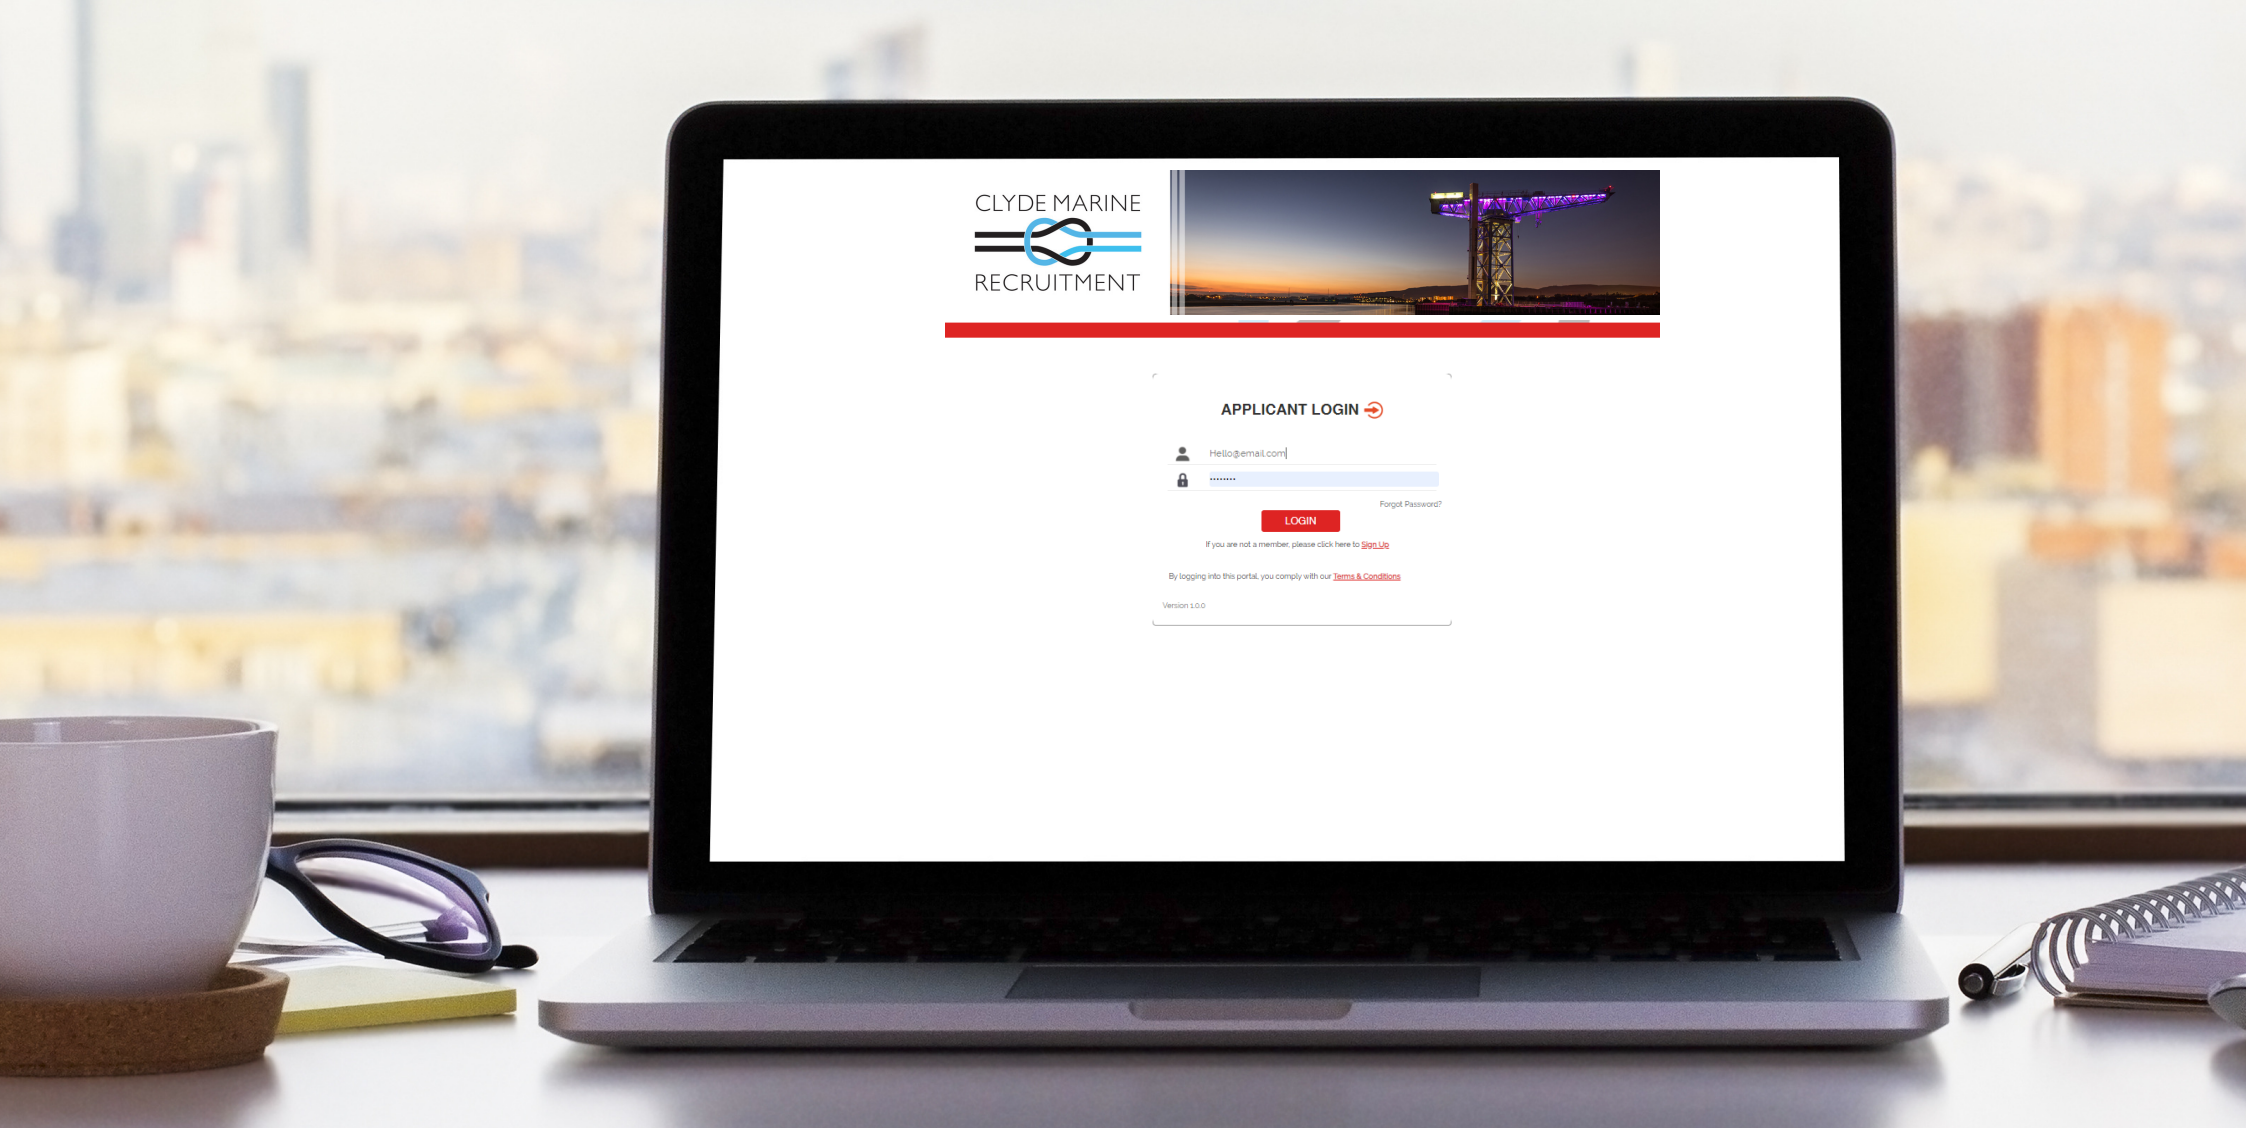 CLYDE MARINE
RECRUITMENT
APPLICANT LOGIN
Hello@email.com
••••••••
Forgot Password?
LOGIN
If you are not a member, please click here to Sign Up
By logging into this portal, you comply with our Terms & Conditions
Version 1.0.0